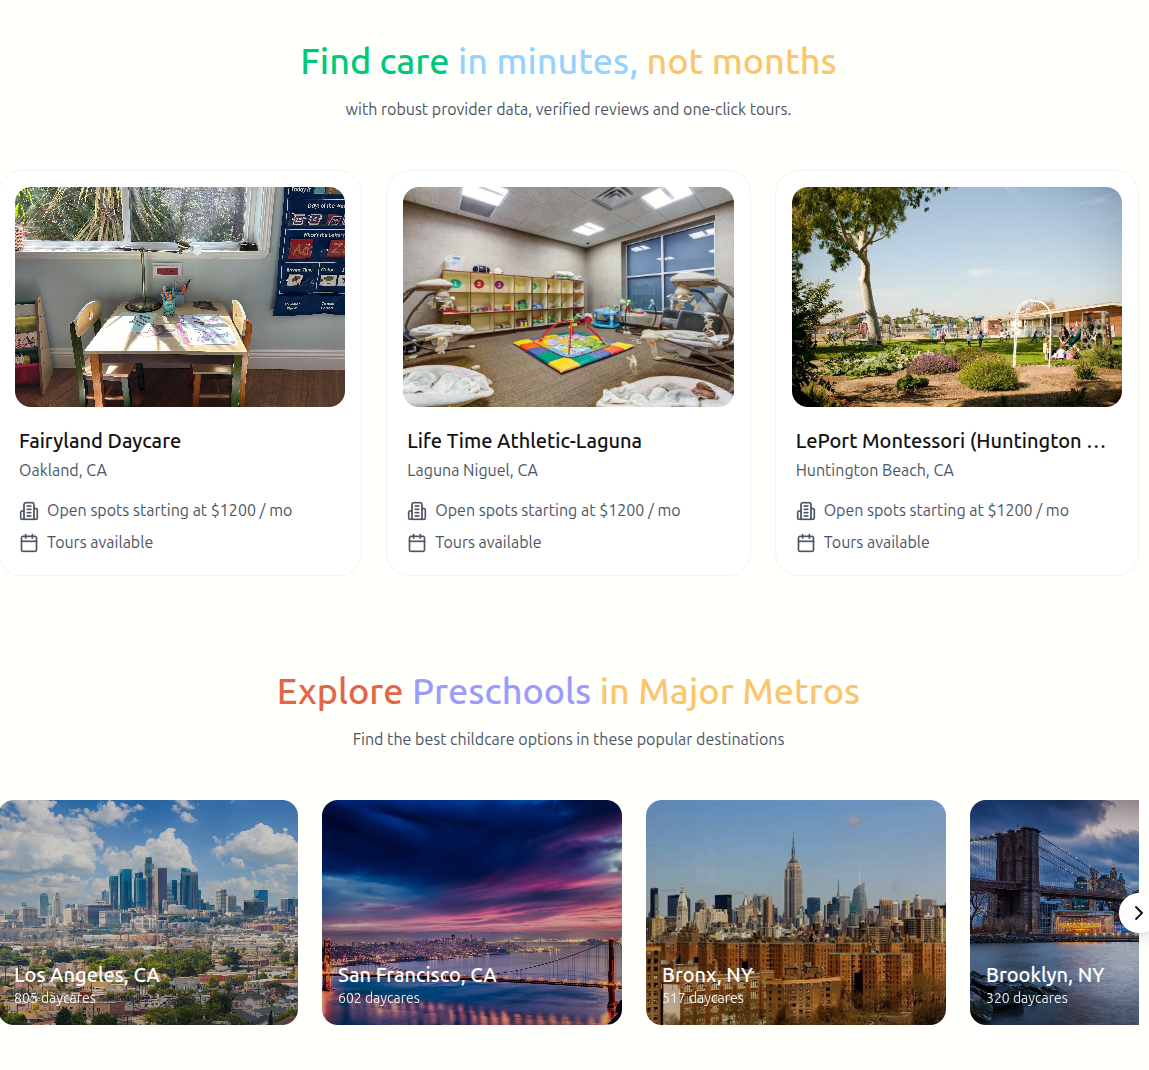 Find care in minutes, not months
with robust provider data, verified reviews and one-click tours.
Fairyland Daycare
Oakland, CA
Open spots starting at $1200 / mo
Tours available
Life Time Athletic-Laguna
Laguna Niguel, CA
Open spots starting at $1200 / mo
Tours available
LePort Montessori (Huntington ...
Huntington Beach, CA
Open spots starting at $1200 / mo
Tours available
Explore Preschools in Major Metros
Find the best childcare options in these popular destinations
Los Angeles, CA
805 daycares
San Francisco, CA
602 daycares
Bronx, NY
517 daycares
Brooklyn, NY
320 daycares